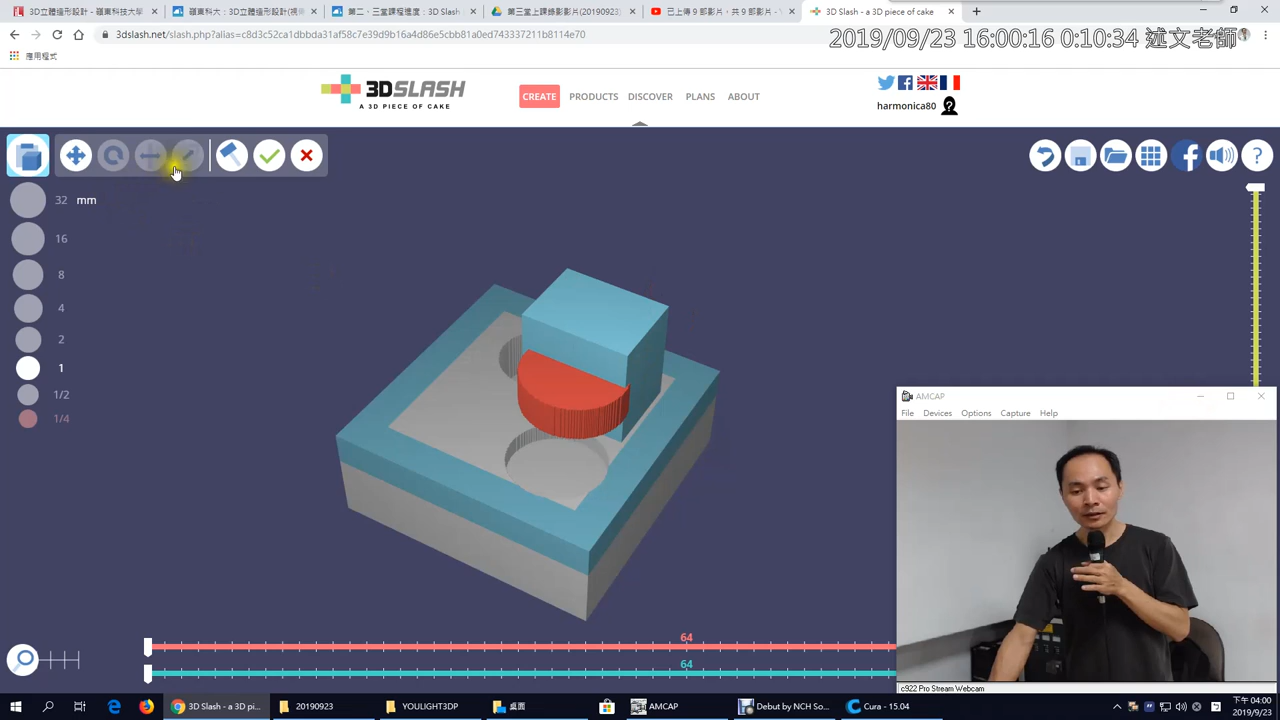 3D立體造形設計 - 嶺東科技大學
嶺東科大: 3D立體造形設計(視傳
第二、三堂課程進度: 3D Slash
第三堂上課錄影影片(20190923)
已上傳 9 部影片，共 9 部影片
3D Slash - a 3D piece of cake
3dslash.net/slash.php?alias=c8d3c52ca1dbbda31af58c7e39d9b16a4d86e5cbb81a0ed743337211b8114e70
2019/09/23 16:00:16 0:10:34 述文老師
應用程式
3DSLASH
A 3D PIECE OF CAKE
CREATE
PRODUCTS
DISCOVER
PLANS
ABOUT
harmonica80
32 mm
16
8
4
2
1
1/2
1/4
64
64
AMCAP
File Devices Options Capture Help
c922 Pro Stream Webcam
3D Slash - a 3D pi...
20190923
YOULIGHT3DP
桌面
AMCAP
Debut by NCH So...
Cura - 15.04
下午 04:00
2019/9/23